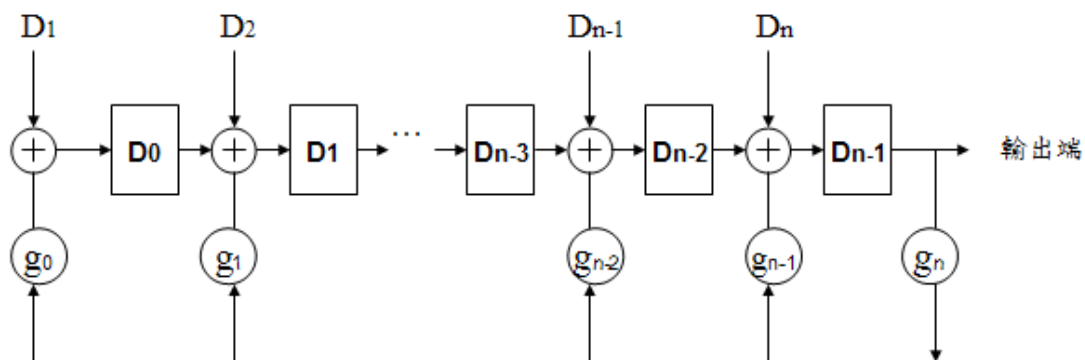 D1 D2 Dn-1 Dn
+ D0 + D1 ... Dn-3 + Dn-2 + Dn-1 輸出端
g0 g1 gn-2 gn-1 gn